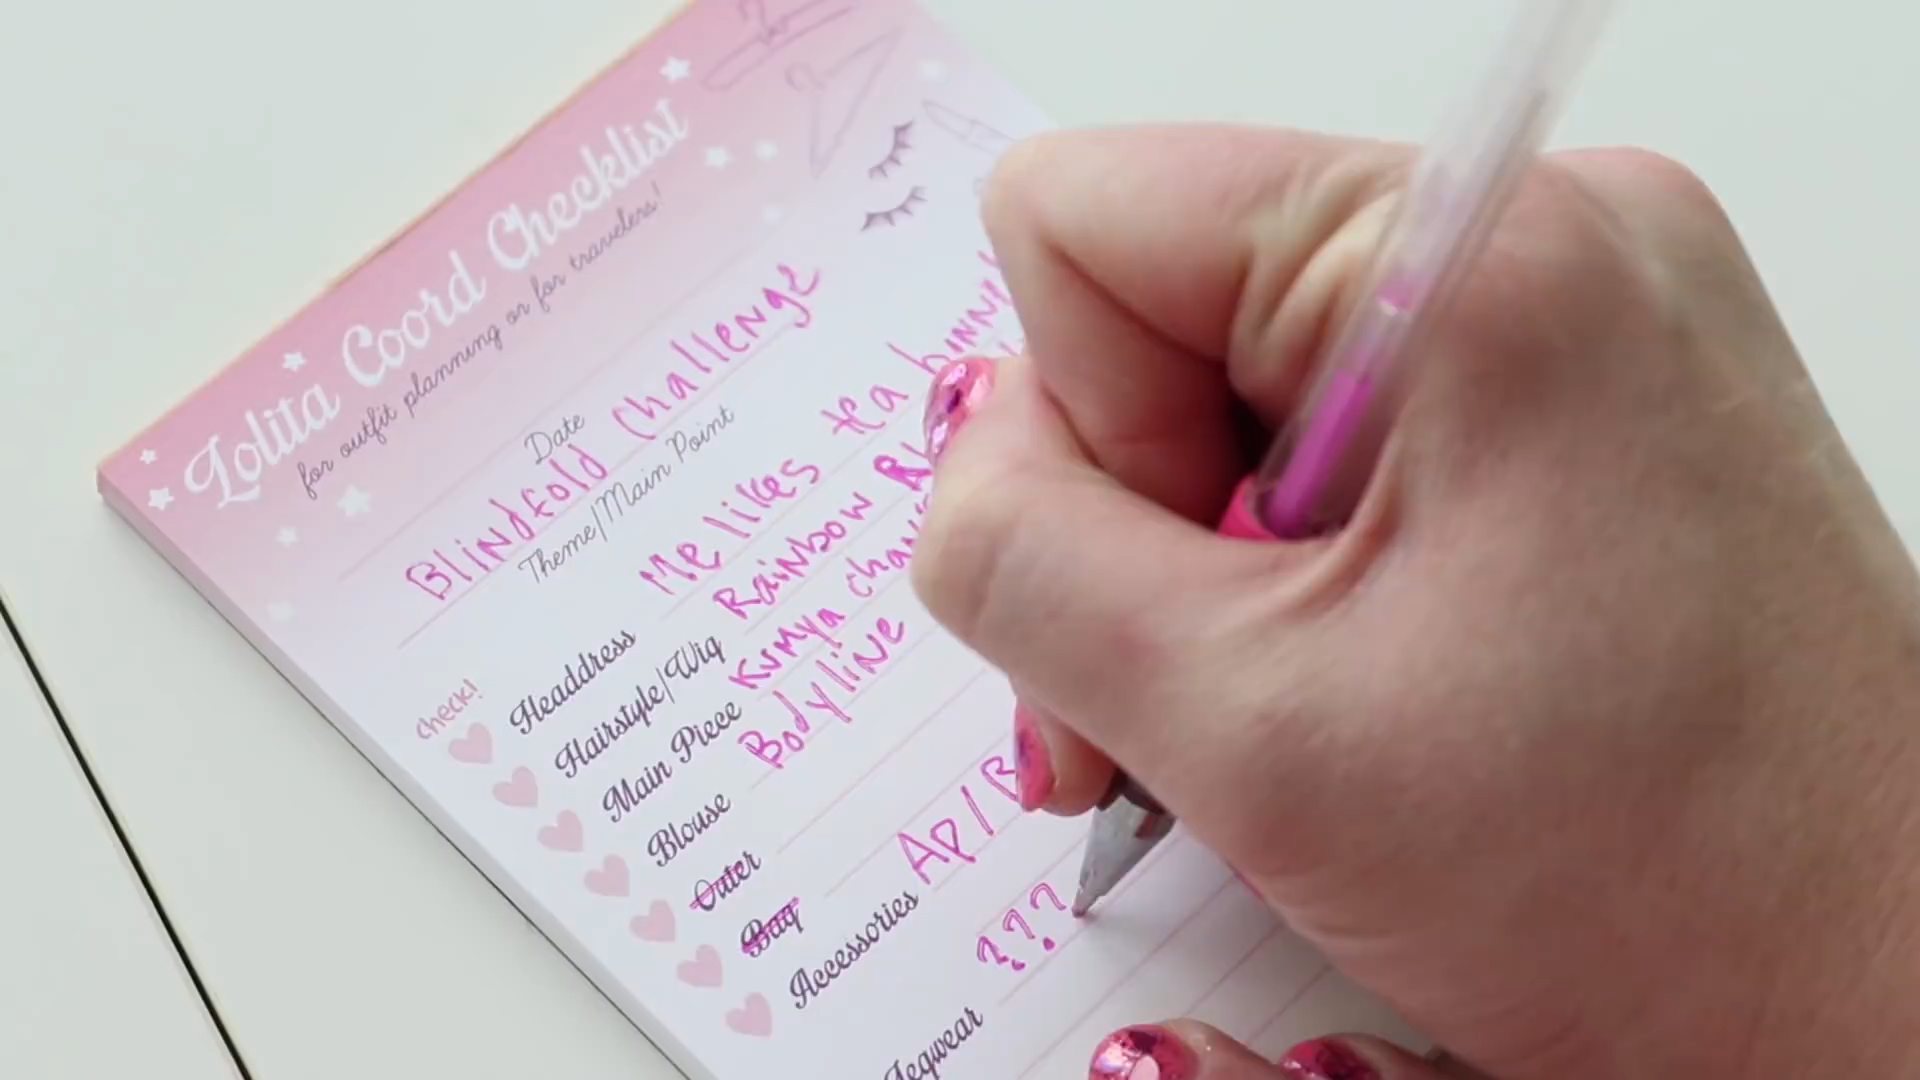 Lolita Coord Checklist
for outfit planning or for travelers!
Date
Blindfold challenge
Theme/Main Point
check!
Headdress Me likes tea
Hairstyle/Wig Rainbow
Main Piece Kumya
Blouse Bodyline
Outer
Bag
Accessories AP/B
???
Legwear